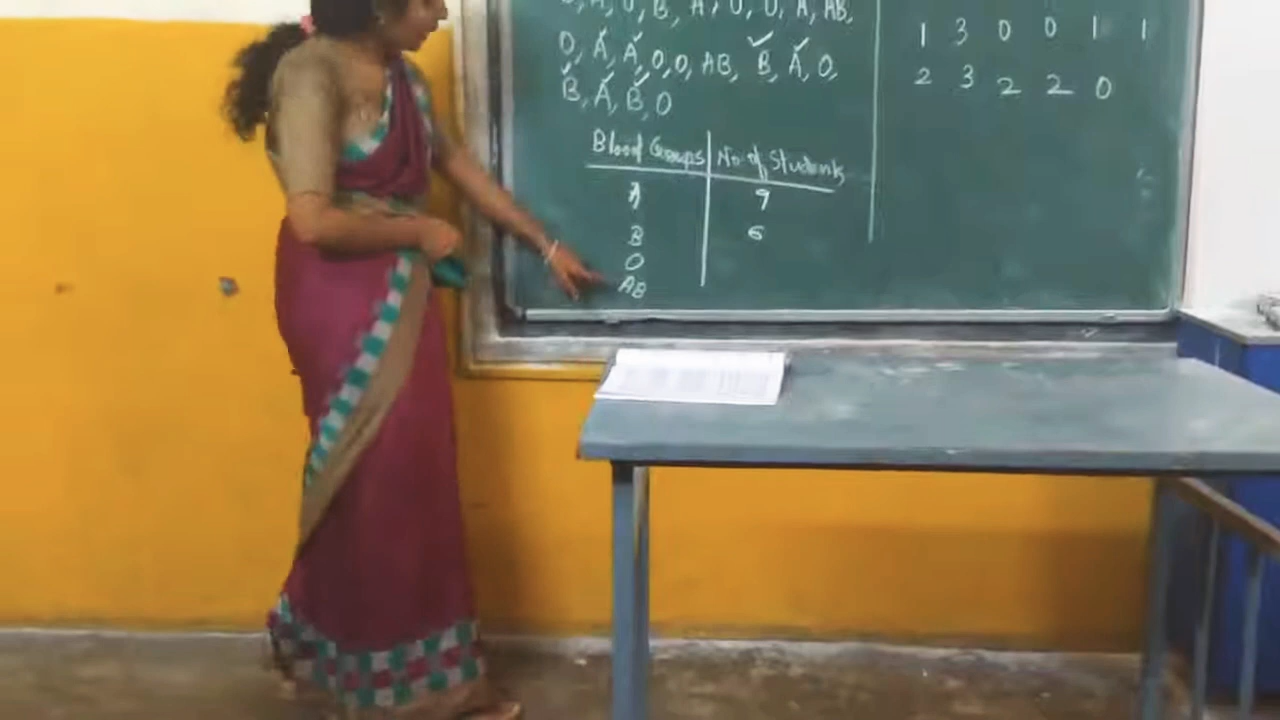 O, A, O, B, A, O, O, A, AB,
O, A, A, O, O, AB, B, A, O,
B, A, B, O
Blood Groups No. of Students
A 9
B 6
O
AB
1 3 0 0 1 1
2 3 2 2 0